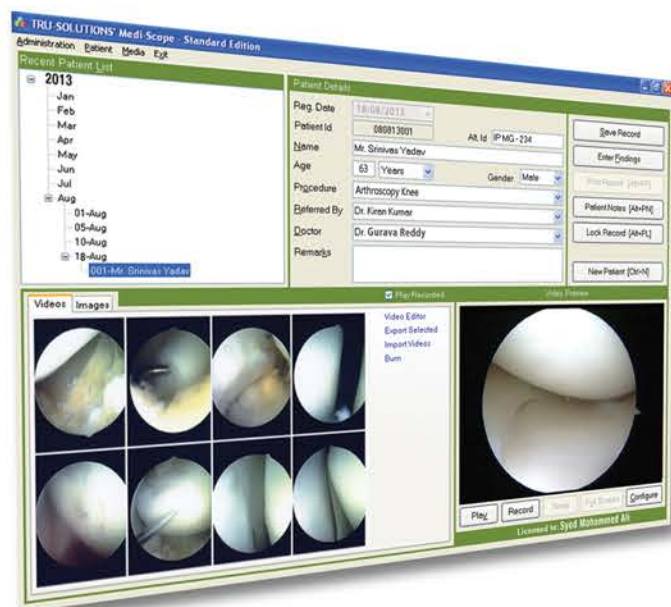 TRU-SOLUTIONS' Medi-Scope - Standard Edition
Administration Patient Media Exit
Recent Patient List
2013
Jan
Feb
Mar
Apr
May
Jun
Jul
Aug
01-Aug
05-Aug
10-Aug
18-Aug
001-Mr. Srinivas Yadav
Patient Details
Reg. Date 18/08/2013
Patient Id 080813001 Alt. Id IPMG-234
Name Mr. Srinivas Yadav
Age 63 Years Gender Male
Procedure Arthroscopy Knee
Referred By Dr. Kiran Kumar
Doctor Dr. Gurava Reddy
Remarks
Save Record
Enter Findings
Patient Notes [Alt+PN]
Lock Record [Alt+FL]
New Patient [Ctrl+N]
Videos Images
Play Recorded
Video Editor
Export Selected
Import Videos
Burn
Video Preview
Play Record Configure
Licensed to: Syed Mohammed Ali